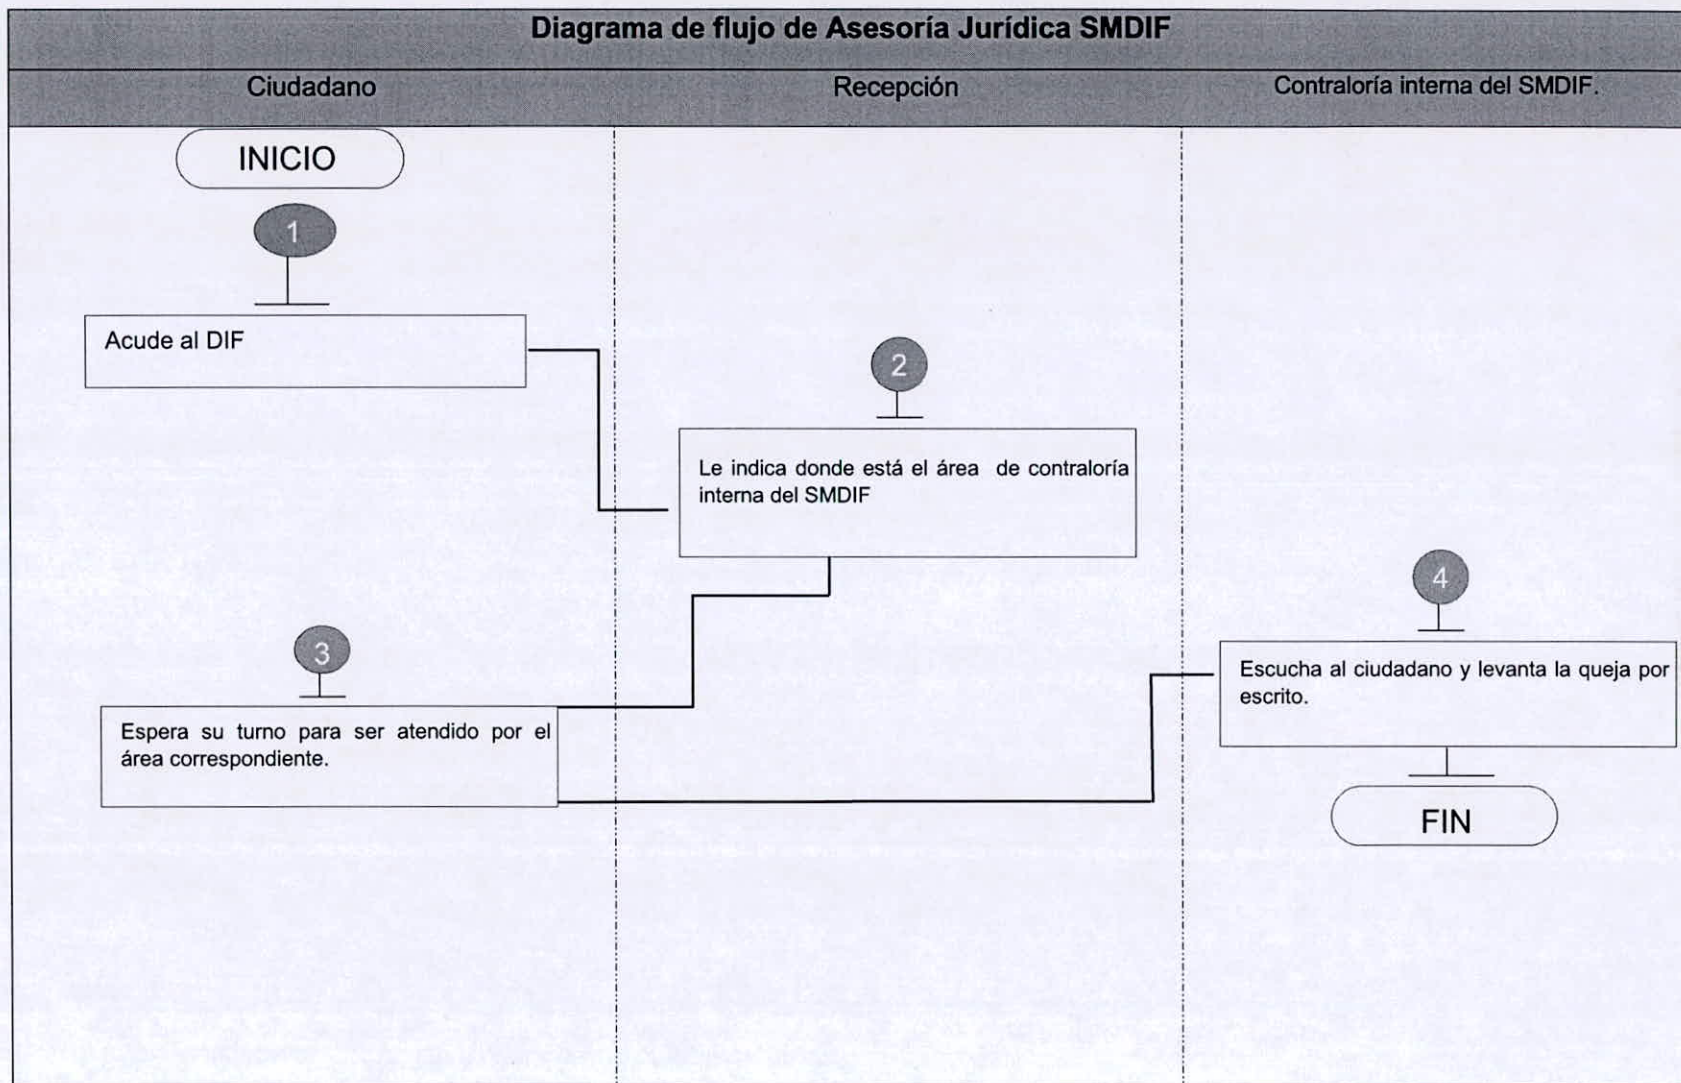 Diagrama de flujo de Asesoría Jurídica SMDIF
Ciudadano
Recepción
Contraloría interna del SMDIF.
INICIO
1
Acude al DIF
2
Le indica donde está el área de contraloría
interna del SMDIF
3
Espera su turno para ser atendido por el
área correspondiente.
4
Escucha al ciudadano y levanta la queja por
escrito.
FIN